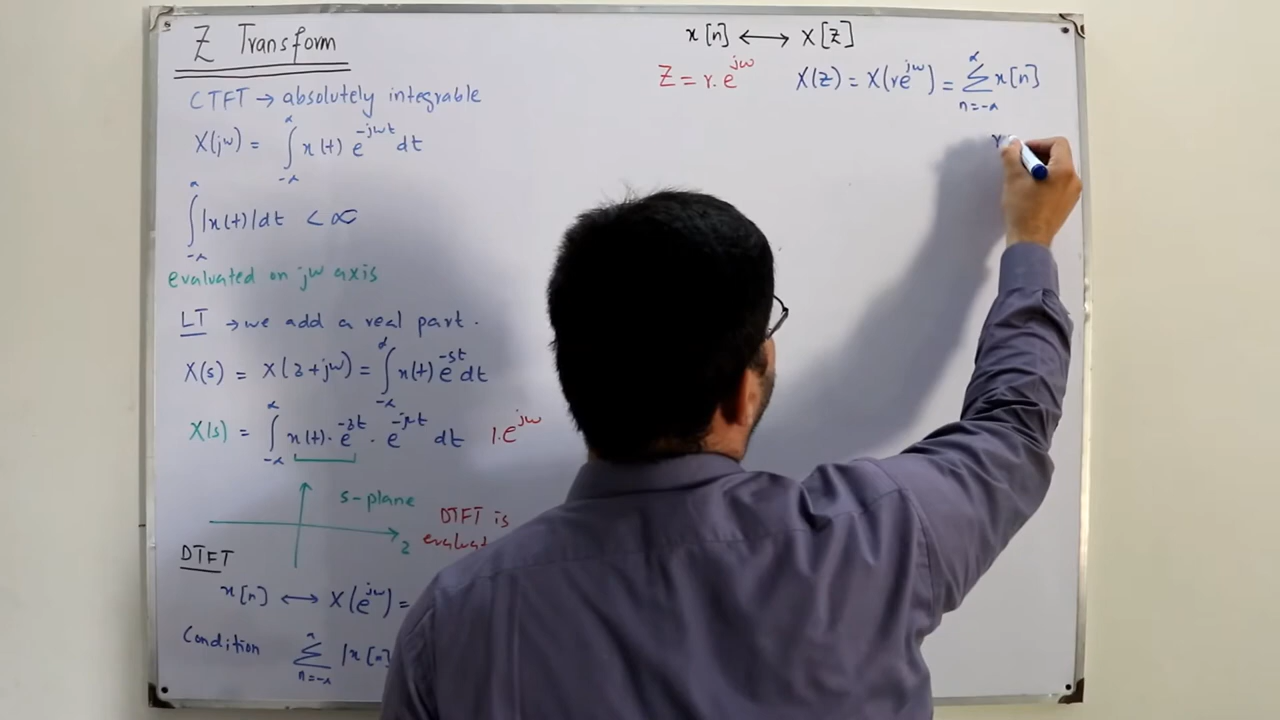 Z Transform
CTFT → absolutely integrable
X(jω) = ∫_{-∞}^{∞} x(t) e^{-jωt} dt
∫_{-∞}^{∞} |x(t)| dt < ∞
evaluated on jω axis
LT → we add a real part.
X(s) = X(σ+jω) = ∫_{-∞}^{∞} x(t) e^{-st} dt
X(s) = ∫_{-∞}^{∞} x(t) · e^{-σt} · e^{-jωt} dt
1.e^{jω}
s-plane
σ
DTFT is
DTFT
x[n] ⟷ X(e^{jω}) =
Condition ∑_{n=-∞}^{∞} |x[n]
x[n] ⟷ X[Z]
Z = r.e^{jω} X(z) = X(re^{jω}) = ∑_{n=-∞}^{∞} x[n]
r